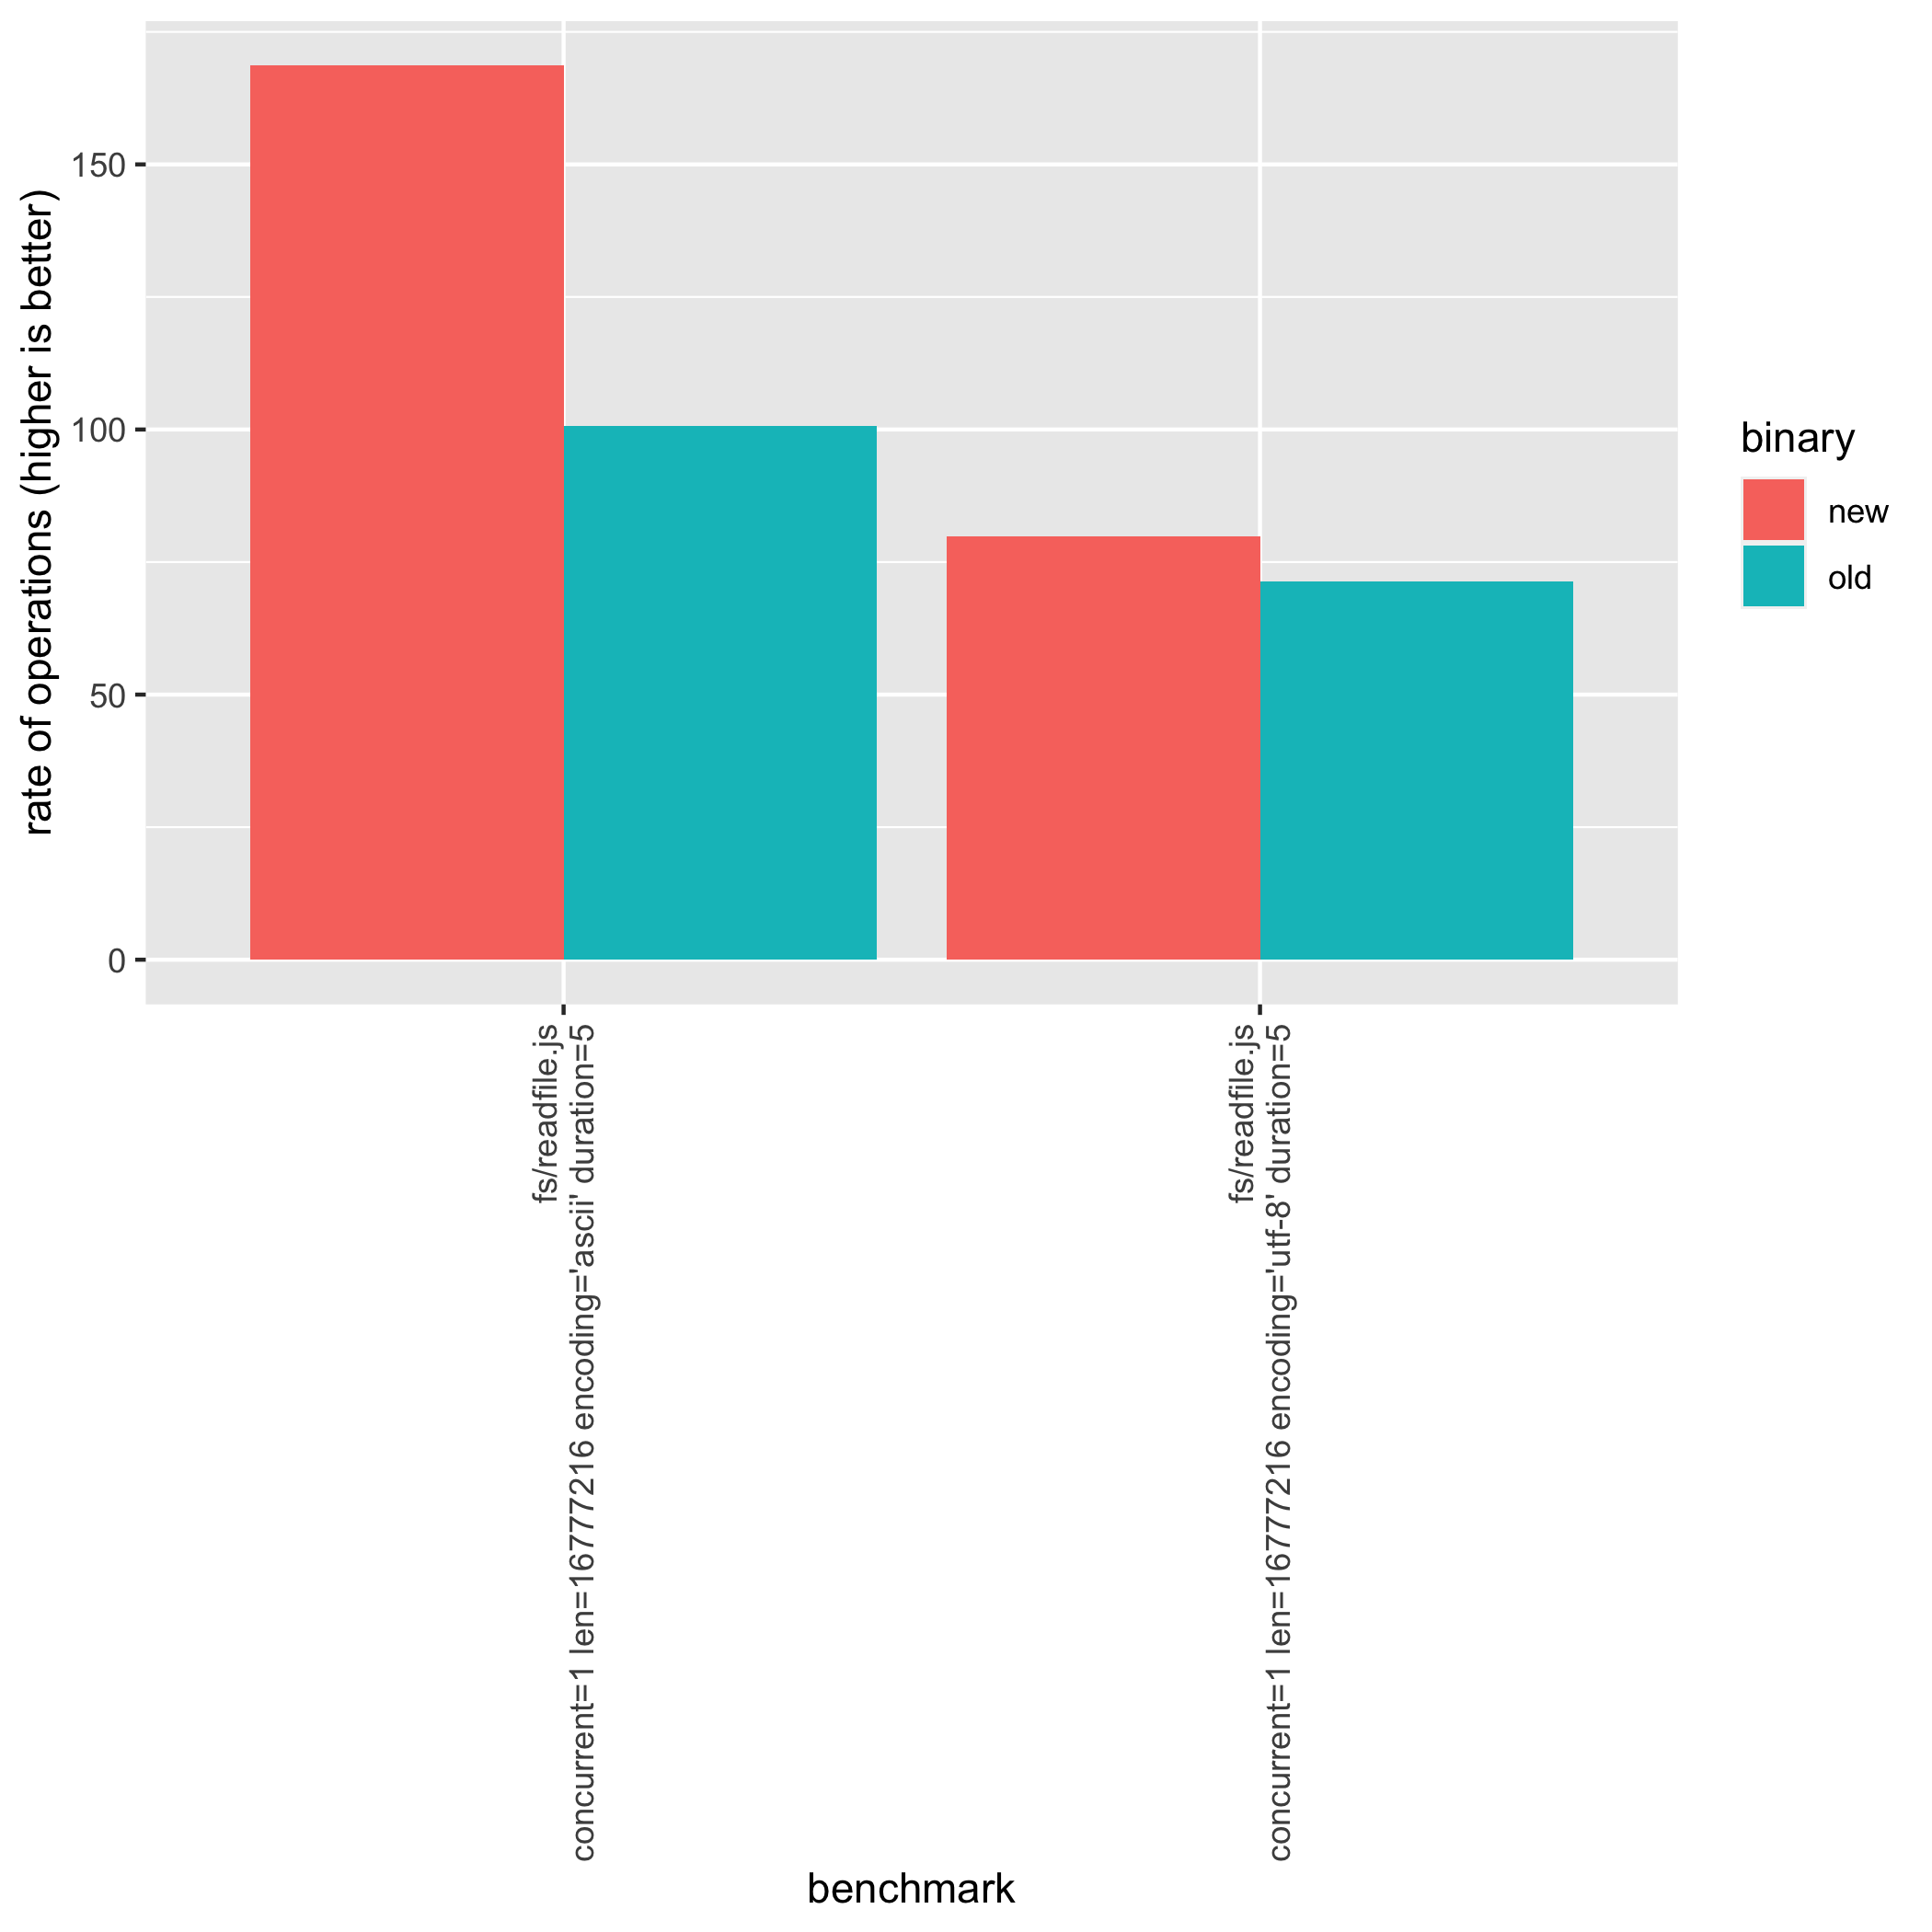 rate of operations (higher is better)
150
100
50
0
fs/readfile.js
concurrent=1 len=16777216 encoding='ascii' duration=5
fs/readfile.js
concurrent=1 len=16777216 encoding='utf-8' duration=5
benchmark
binary
new
old